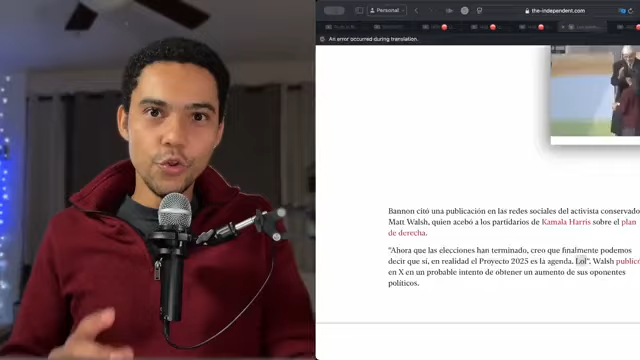 Personal
the-independent.com
An error occurred during translation.
Bannon citó una publicación en las redes sociales del activista conservado
Matt Walsh, quien acebó a los partidarios de Kamala Harris sobre el plan
de derecha.
“Ahora que las elecciones han terminado, creo que finalmente podemos
decir que sí, en realidad el Proyecto 2025 es la agenda. Lol”. Walsh publicó
en X en un probable intento de obtener un aumento de sus oponentes
políticos.